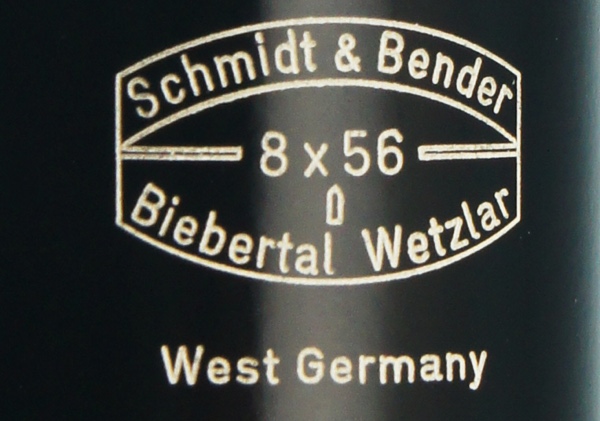 Schmidt & Bender
8 x 56
Biebertal Wetzlar
West Germany